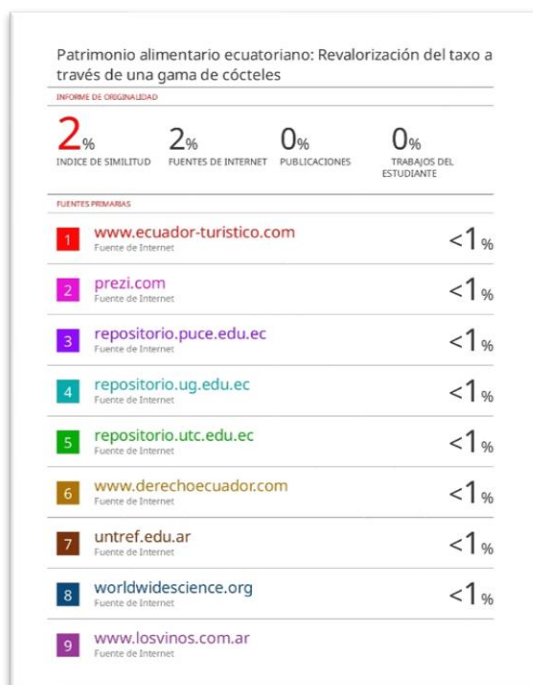 Patrimonio alimentario ecuatoriano: Revalorización del taxo a
través de una gama de cócteles
INFORME DE ORIGINALIDAD
2% 2% 0% 0%
INDICE DE SIMILITUD FUENTES DE INTERNET PUBLICACIONES TRABAJOS DEL
ESTUDIANTE
FUENTES PRIMARIAS
1 www.ecuador-turistico.com <1%
Fuente de Internet
2 prezi.com <1%
Fuente de Internet
3 repositorio.puce.edu.ec <1%
Fuente de Internet
4 repositorio.ug.edu.ec <1%
Fuente de Internet
5 repositorio.utc.edu.ec <1%
Fuente de Internet
6 www.derechoecuador.com <1%
Fuente de Internet
7 untref.edu.ar <1%
Fuente de Internet
8 worldwidescience.org <1%
Fuente de Internet
9 www.losvinos.com.ar
Fuente de Internet